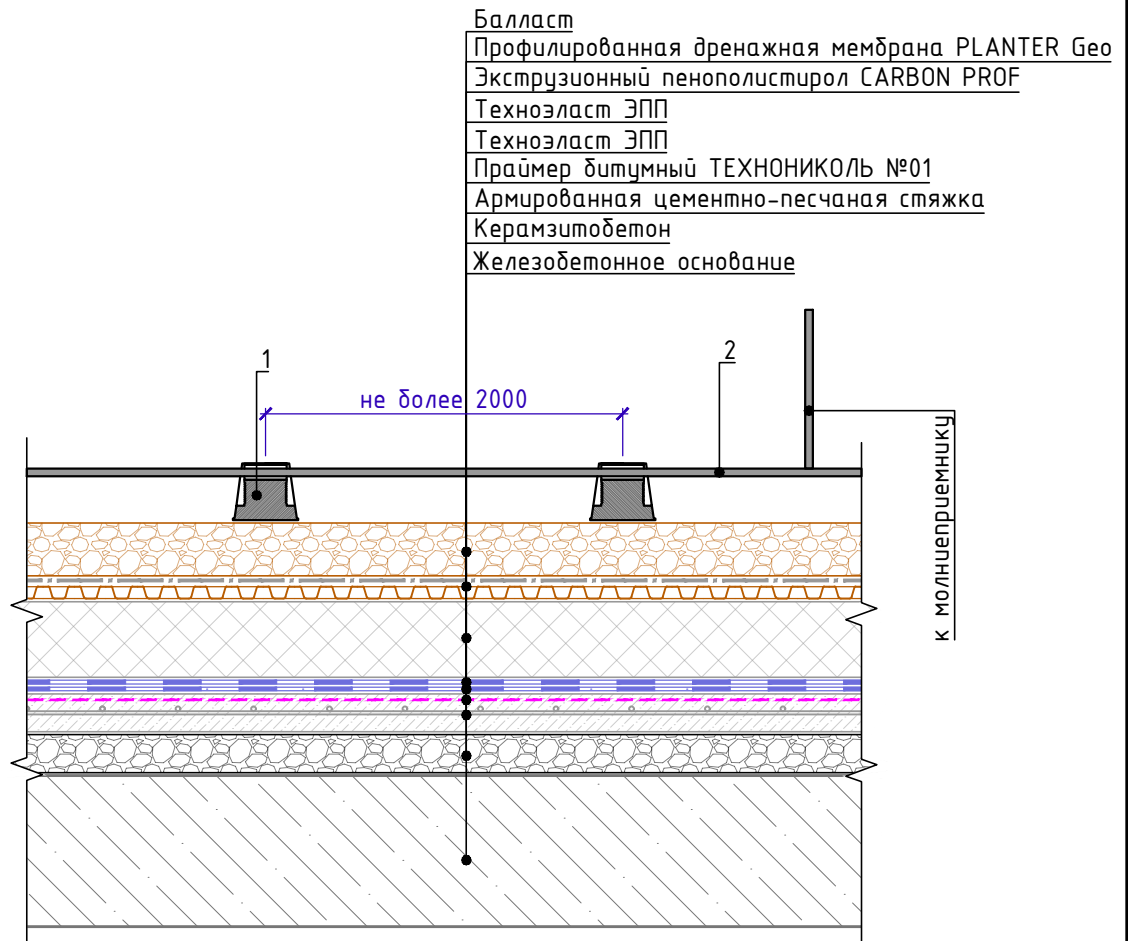 Балласт
Профилированная дренажная мембрана PLANTER Geo
Экструзионный пенополистирол CARBON PROF
Техноэласт ЭПП
Техноэласт ЭПП
Праймер битумный ТЕХНОНИКОЛЬ №01
Армированная цементно-песчаная стяжка
Керамзитобетон
Железобетонное основание
1
2
не более 2000
к молниеприемнику